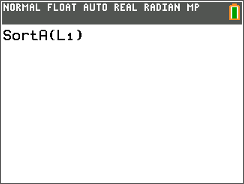 NORMAL FLOAT AUTO REAL RADIAN MP
SortA(L₁)